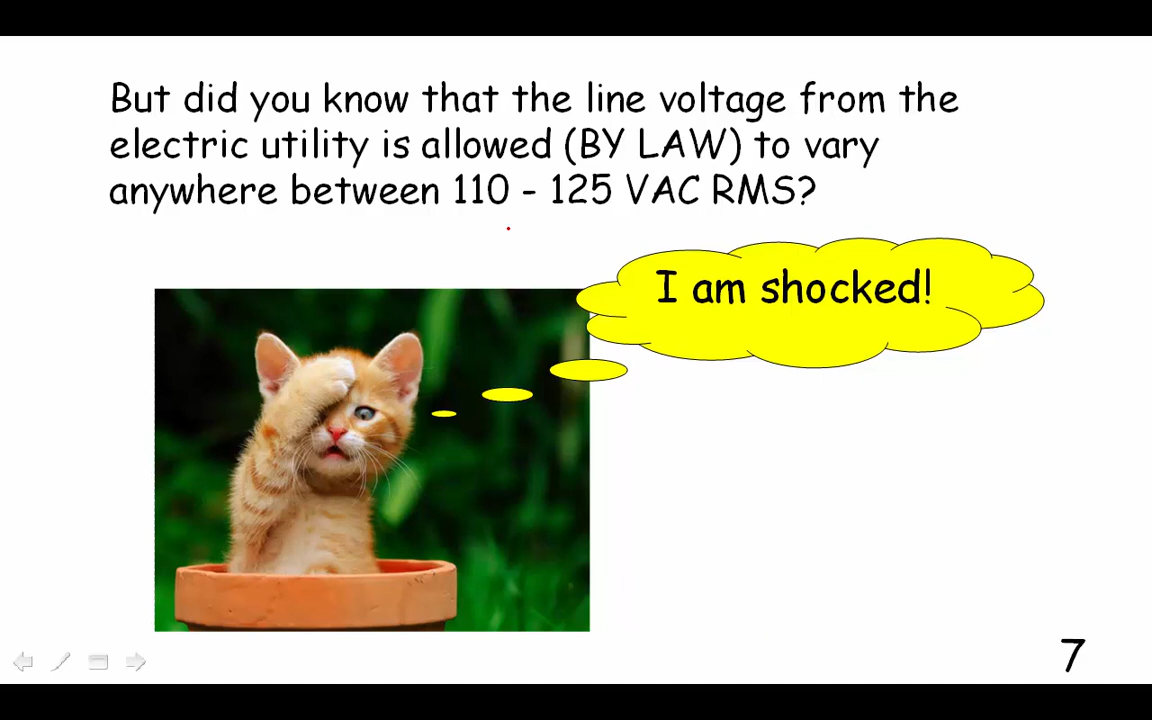 But did you know that the line voltage from the
electric utility is allowed (BY LAW) to vary
anywhere between 110 - 125 VAC RMS?
I am shocked!
7